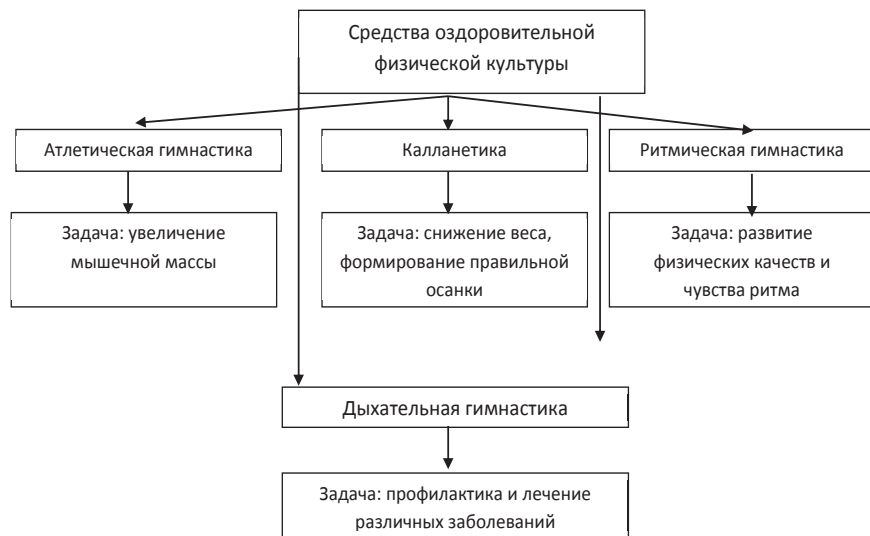 Средства оздоровительной
физической культуры
Атлетическая гимнастика
Калланетика
Ритмическая гимнастика
Задача: увеличение
мышечной массы
Задача: снижение веса,
формирование правильной
осанки
Задача: развитие
физических качеств и
чувства ритма
Дыхательная гимнастика
Задача: профилактика и лечение
различных заболеваний